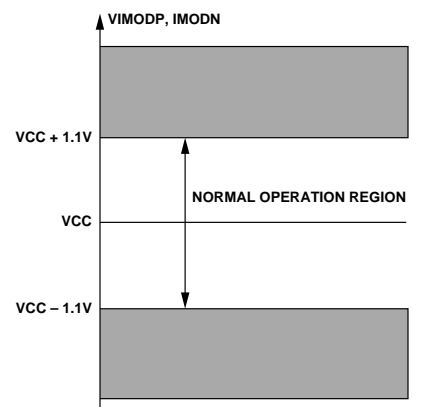 VIMODP, IMODN
VCC + 1.1V
NORMAL OPERATION REGION
VCC
VCC – 1.1V